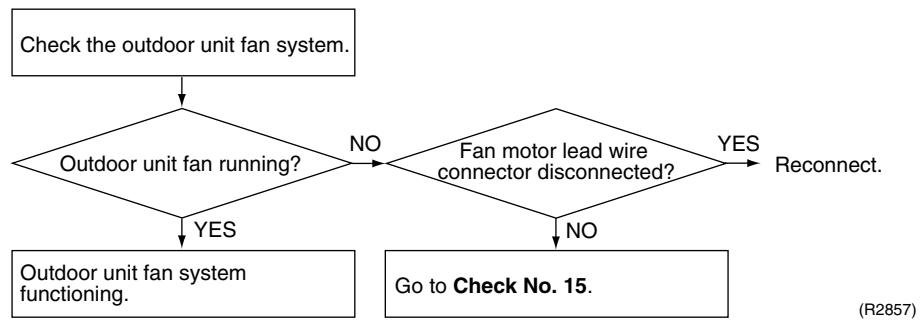 Check the outdoor unit fan system.
Outdoor unit fan running?
NO
Fan motor lead wire
connector disconnected?
YES
Reconnect.
YES
NO
Outdoor unit fan system
functioning.
Go to Check No. 15.
(R2857)